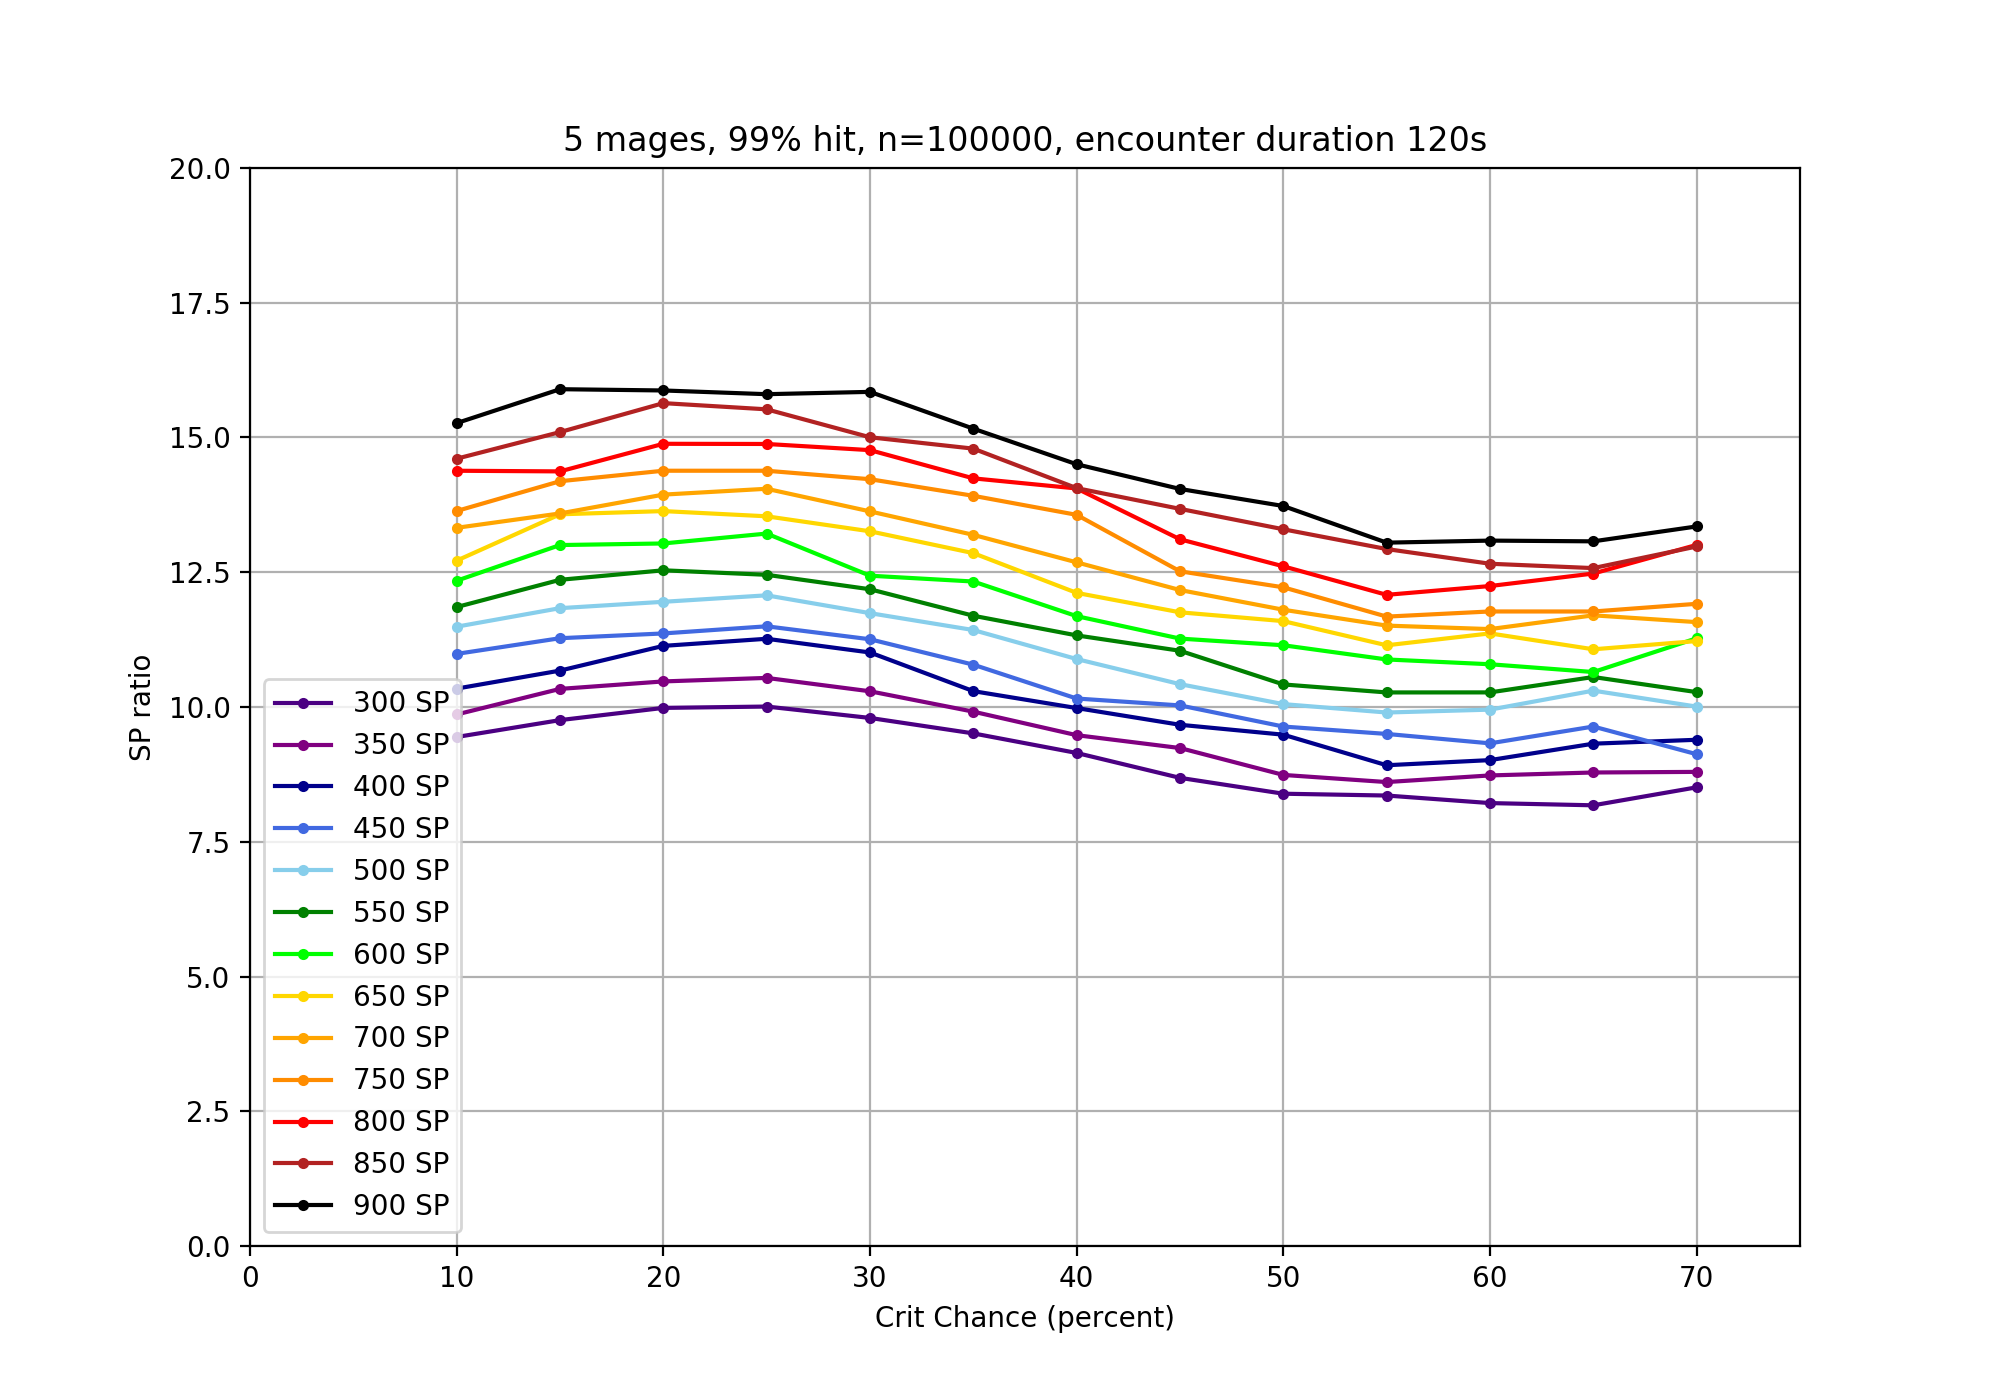 5 mages, 99% hit, n=100000, encounter duration 120s
20.0
17.5
15.0
12.5
10.0
7.5
5.0
2.5
0.0
SP ratio
300 SP
350 SP
400 SP
450 SP
500 SP
550 SP
600 SP
650 SP
700 SP
750 SP
800 SP
850 SP
900 SP
0 10 20 30 40 50 60 70
Crit Chance (percent)